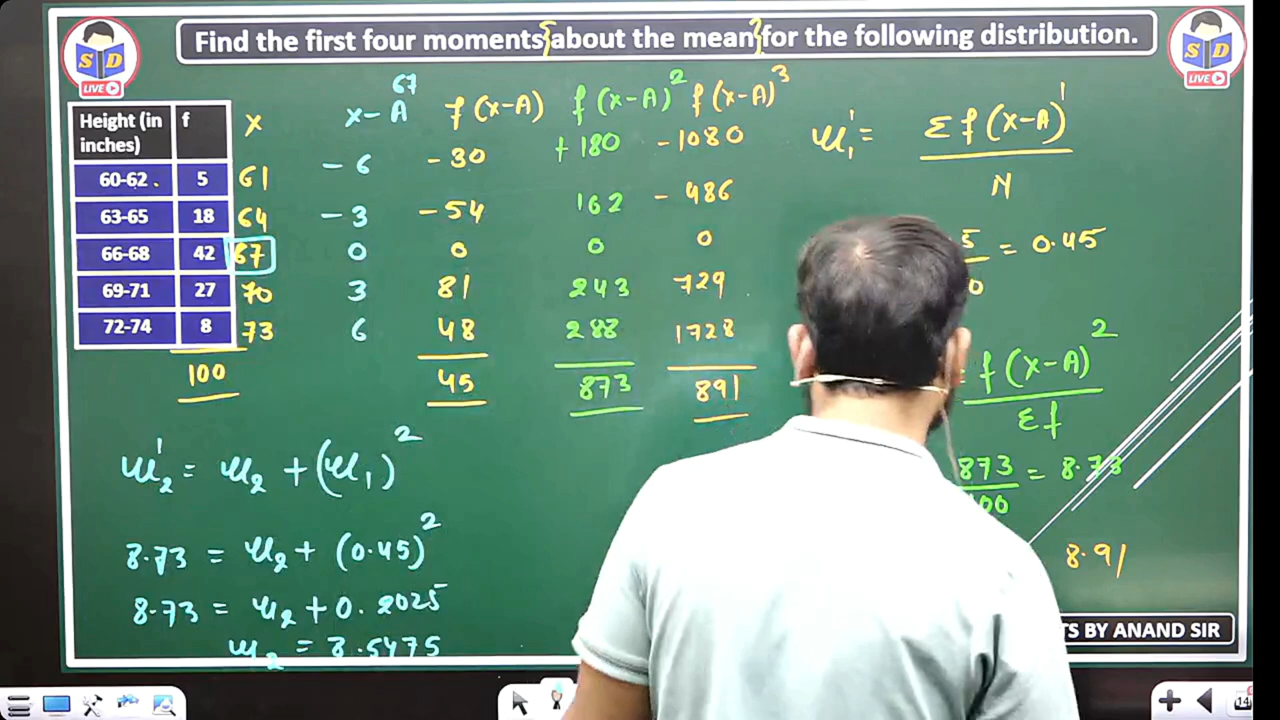 Find the first four moments{about the mean}for the following distribution.
S D
LIVE
S D
LIVE
Height (in inches) f x x-A 67 f(x-A) f(x-A)² f(x-A)³
60-62 5 61 -6 -30 +180 -1080
63-65 18 64 -3 -54 162 -486
66-68 42 67 0 0 0 0
69-71 27 70 3 81 243 729
72-74 8 73 6 48 288 1728
100 45 873 891
μ₁' = Σf(x-A)¹ / N
= 0.45
f(x-A)² / Σf
873 = 8.73
8.91
μ₂' = μ₂ + (μ₁')²
8.73 = μ₂ + (0.45)²
8.73 = μ₂ + 0.2025
μ₂ = 8.5475
BY ANAND SIR